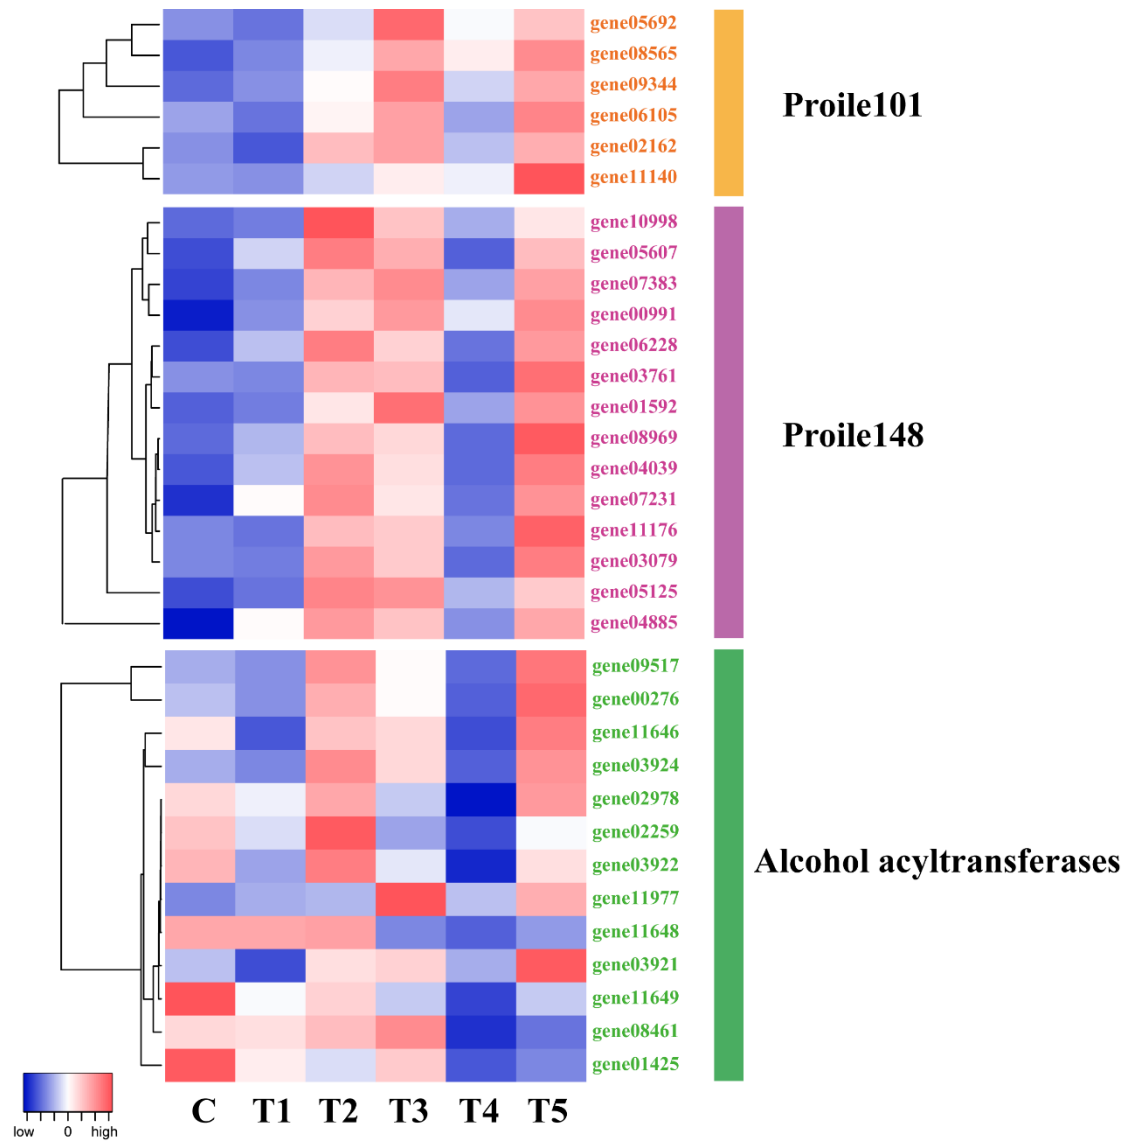 gene05692
gene08565
gene09344
gene06105
gene02162
gene11140
Proile101
gene10998
gene05607
gene07383
gene00991
gene06228
gene03761
gene01592
gene08969
gene04039
gene07231
gene11176
gene03079
gene05125
gene04885
Proile148
gene09517
gene00276
gene11646
gene03924
gene02978
gene02259
gene03922
gene11977
gene11648
gene03921
gene11649
gene08461
gene01425
Alcohol acyltransferases
C T1 T2 T3 T4 T5
low 0 high